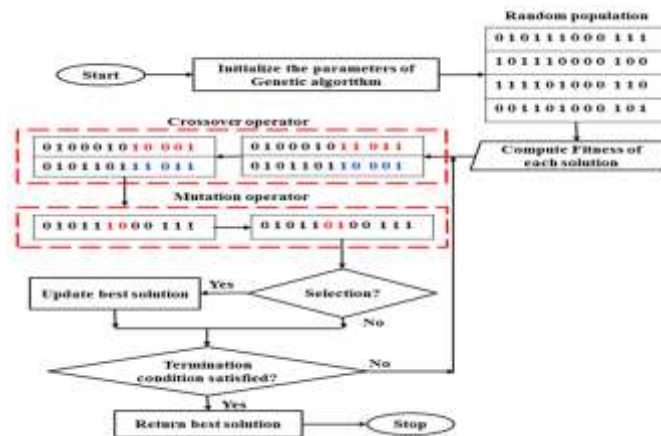 Random population
0 1 0 1 1 1 0 0 0 1 1 1
1 0 1 1 1 0 0 0 0 1 0 0
1 1 1 1 0 1 0 0 0 1 1 0
0 0 1 1 0 1 0 0 0 1 0 1
Start
Initialize the parameters of
Genetic algorithm
Compute Fitness of
each solution
Crossover operator
0 1 0 0 0 1 0 1 0 0 0 1
0 1 0 1 1 0 1 1 1 0 1 1
0 1 0 0 0 1 0 1 1 0 1 1
0 1 0 1 1 0 1 1 0 0 0 1
Mutation operator
0 1 0 1 1 1 0 0 0 1 1 1
0 1 0 1 1 0 1 0 0 1 1 1
Selection?
Yes
Update best solution
No
Termination
condition satisfied?
No
Yes
Return best solution
Stop